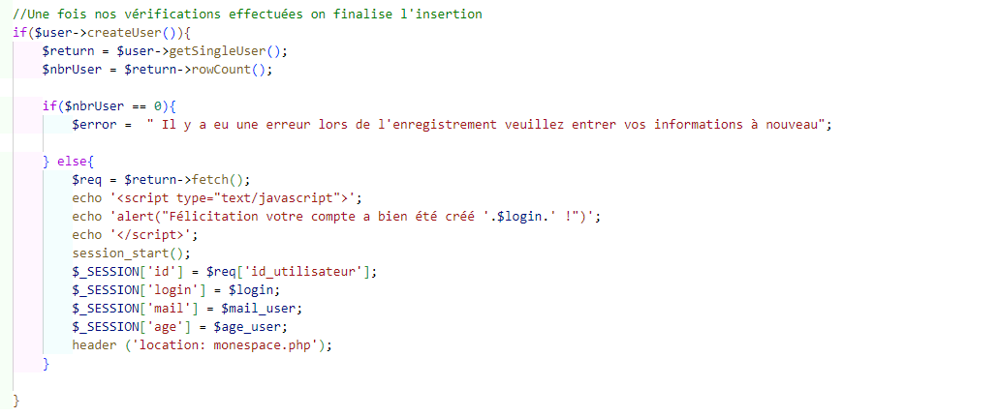 //Une fois nos vérifications effectuées on finalise l'insertion
if($user->createUser()){
    $return = $user->getSingleUser();
    $nbrUser = $return->rowCount();

    if($nbrUser == 0){
        $error =  " Il y a eu une erreur lors de l'enregistrement veuillez entrer vos informations à nouveau";

    } else{
        $req = $return->fetch();
        echo '<script type="text/javascript">';
        echo 'alert("Félicitation votre compte a bien été créé '.$login.' !")';
        echo '</script>';
        session_start();
        $_SESSION['id'] = $req['id_utilisateur'];
        $_SESSION['login'] = $login;
        $_SESSION['mail'] = $mail_user;
        $_SESSION['age'] = $age_user;
        header ('location: monespace.php');
    }

}